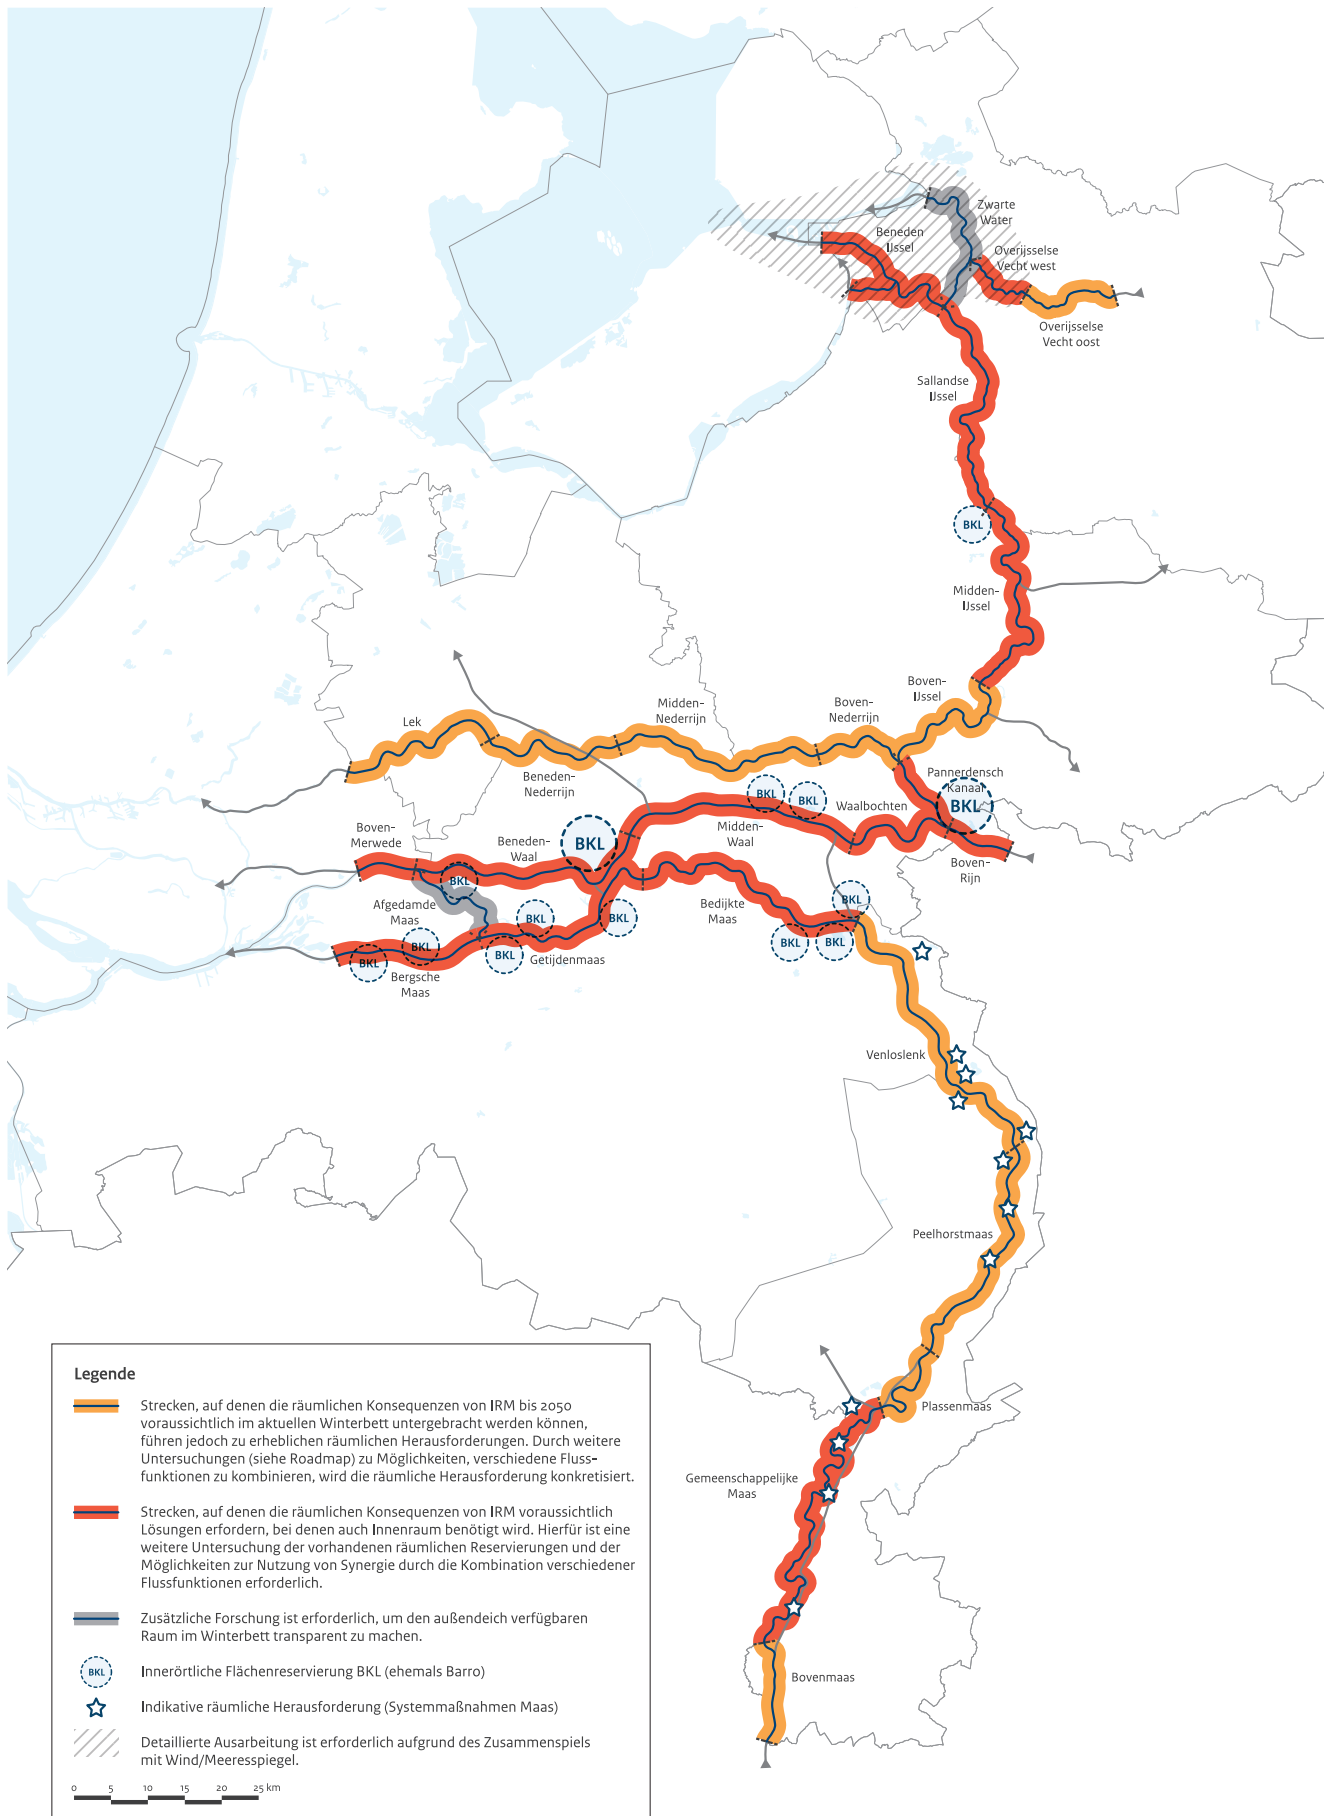 Zwarte
Water
Beneden
IJssel
Overijsselse
Vecht west
Overijsselse
Vecht oost
Sallandse
IJssel
BKL
Midden-
IJssel
Boven-
IJssel
Midden-
Nederrijn
Boven-
Nederrijn
Lek
Beneden-
Nederrijn
Pannerdensch
Kanaal
BKL
BKL
BKL
Waalbochten
Midden-
Waal
Boven-
Merwede
Beneden-
Waal
BKL
Boven-
Rijn
BKL
Afgedamde
Maas
Bedijkte
Maas
BKL
BKL
BKL
BKL
BKL
BKL
BKL
BKL
BKL
Getijdenmaas
Bergsche
Maas
Venloslenk
Peelhorstmaas
Plassenmaas
Gemeenschappelijke
Maas
Bovenmaas
Legende
Strecken, auf denen die räumlichen Konsequenzen von IRM bis 2050
voraussichtlich im aktuellen Winterbett untergebracht werden können,
führen jedoch zu erheblichen räumlichen Herausforderungen. Durch weitere
Untersuchungen (siehe Roadmap) zu Möglichkeiten, verschiedene Fluss-
funktionen zu kombinieren, wird die räumliche Herausforderung konkretisiert.
Strecken, auf denen die räumlichen Konsequenzen von IRM voraussichtlich
Lösungen erfordern, bei denen auch Innenraum benötigt wird. Hierfür ist eine
weitere Untersuchung der vorhandenen räumlichen Reservierungen und der
Möglichkeiten zur Nutzung von Synergie durch die Kombination verschiedener
Flussfunktionen erforderlich.
Zusätzliche Forschung ist erforderlich, um den außendeich verfügbaren
Raum im Winterbett transparent zu machen.
BKL Innerörtliche Flächenreservierung BKL (ehemals Barro)
Indikative räumliche Herausforderung (Systemmaßnahmen Maas)
Detaillierte Ausarbeitung ist erforderlich aufgrund des Zusammenspiels
mit Wind/Meeresspiegel.
0 5 10 15 20 25 km